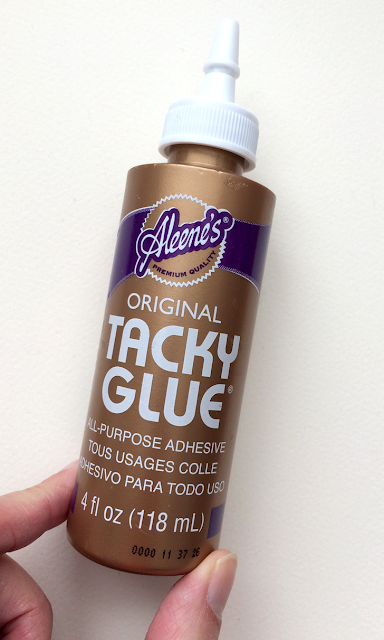 Aleene's®
PREMIUM QUALITY
ORIGINAL
TACKY
GLUE®
ALL-PURPOSE ADHESIVE
TOUS USAGES COLLE
ADHESIVO PARA TODO USO
4 fl oz (118 mL)
0000 11 37 26